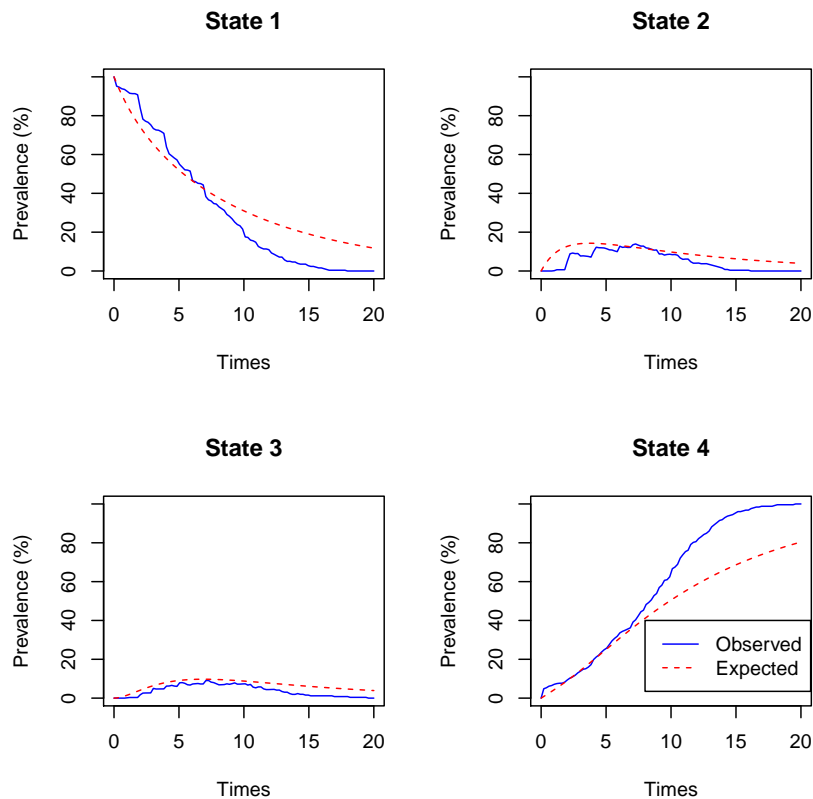 State 1
Prevalence (%)
0 20 40 60 80
0 5 10 15 20
Times
State 2
Prevalence (%)
0 20 40 60 80
0 5 10 15 20
Times
State 3
Prevalence (%)
0 20 40 60 80
0 5 10 15 20
Times
State 4
Prevalence (%)
0 20 40 60 80
0 5 10 15 20
Times
Observed
Expected